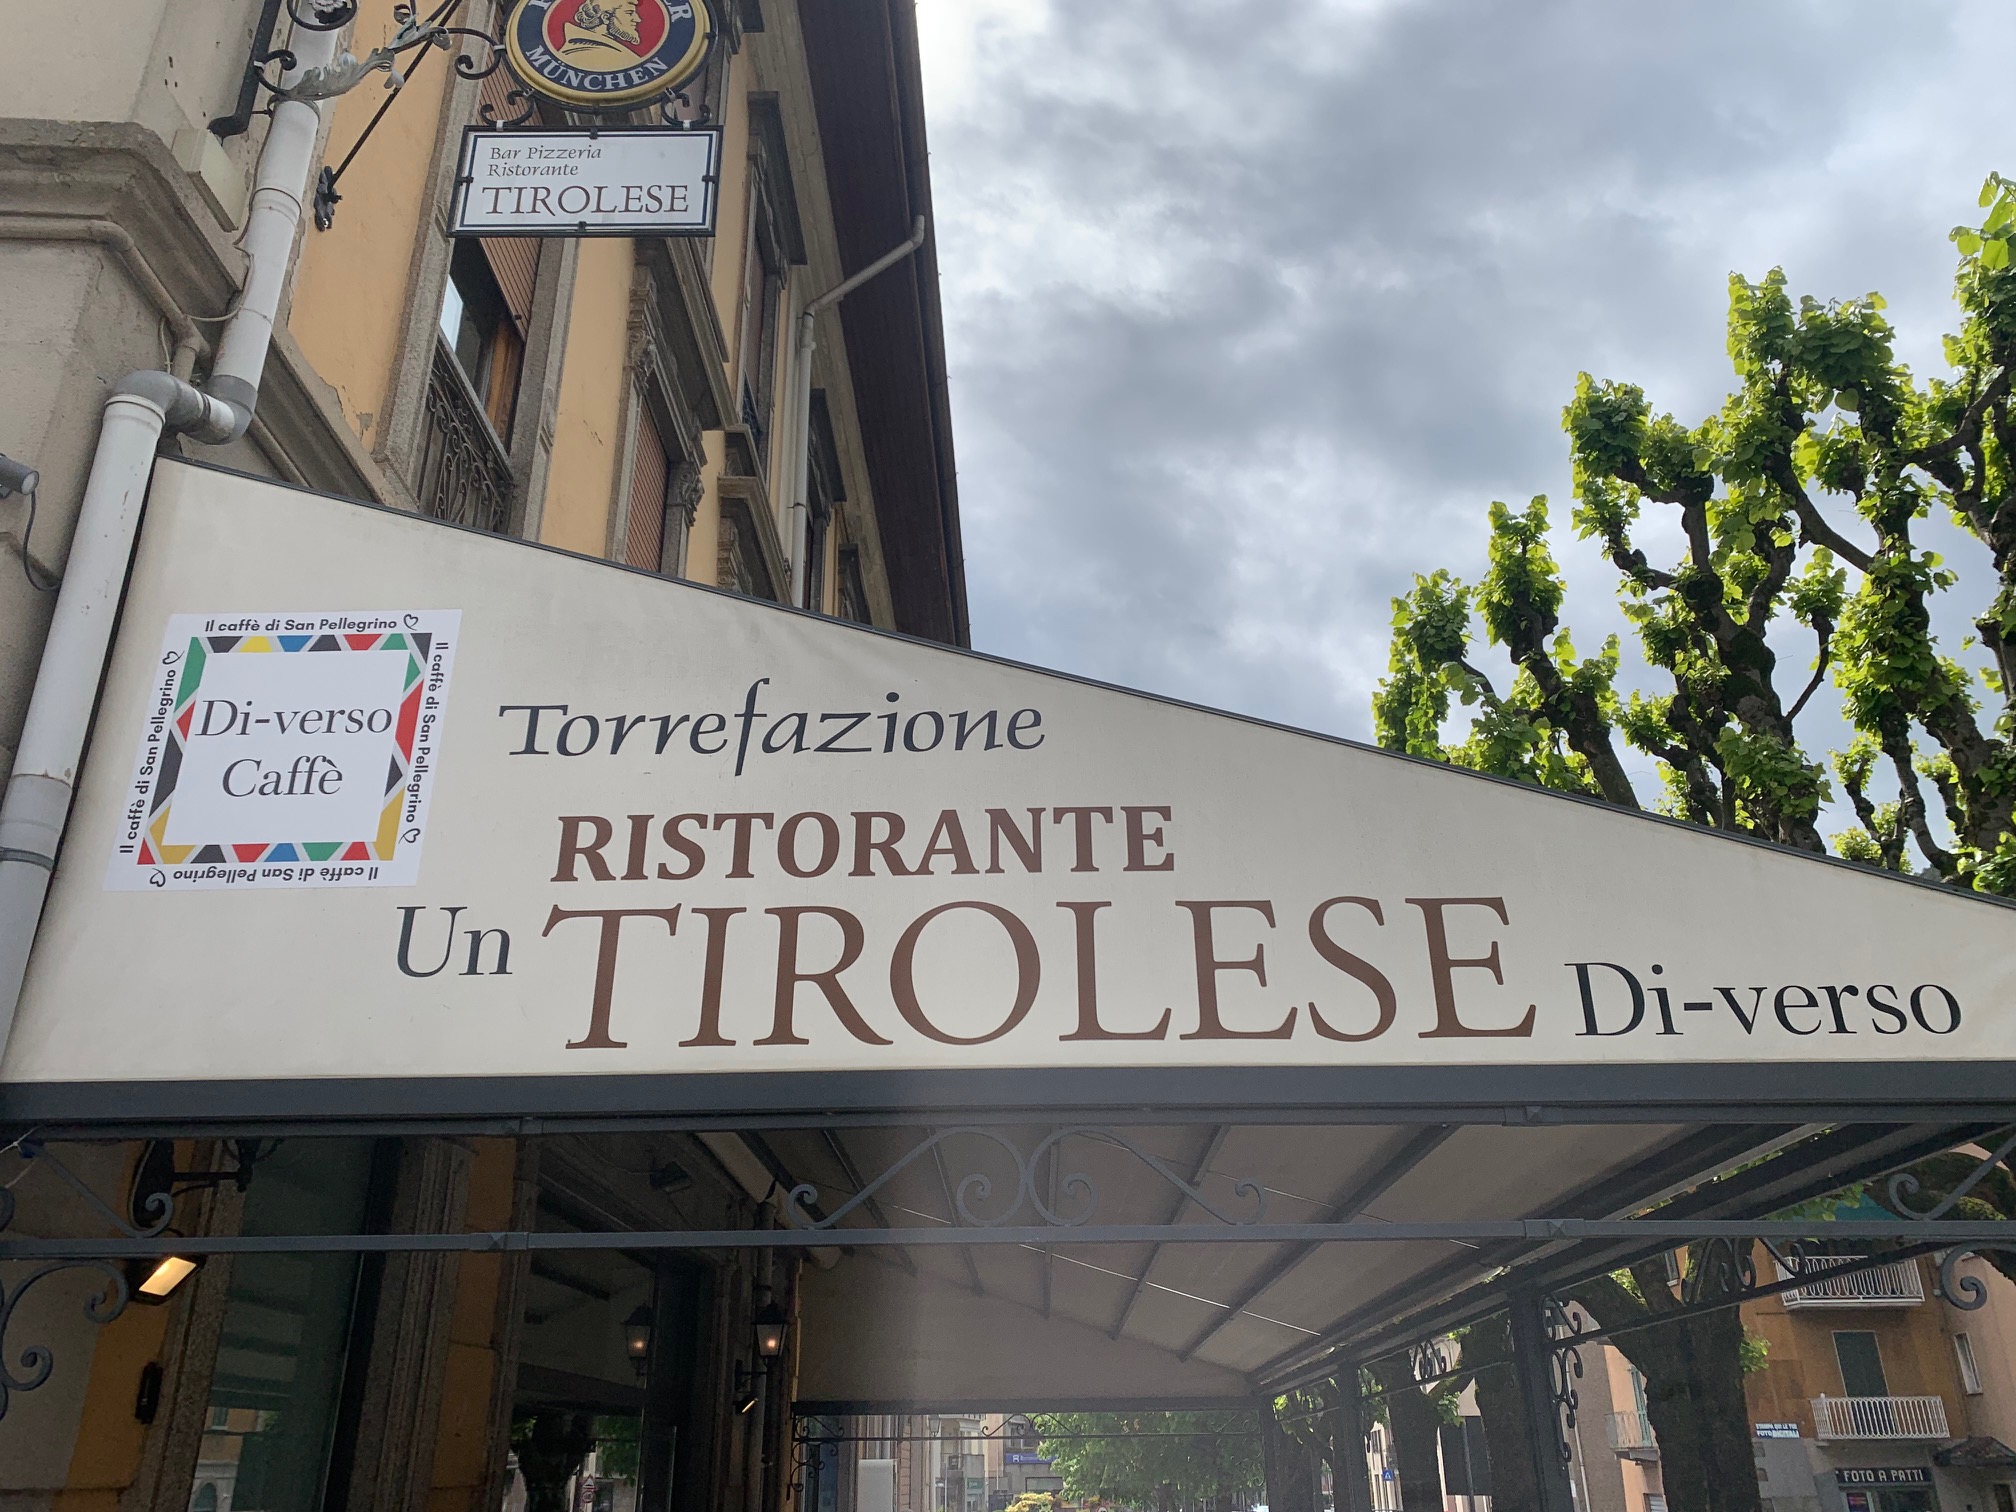 MÜNCHEN
Bar Pizzeria
Ristorante
TIROLESE
Il caffè di San Pellegrino
Il caffè di San Pellegrino
Il caffè di San Pellegrino
Il caffè di San Pellegrino
Di-verso
Caffè
Torrefazione
RISTORANTE
Un TIROLESE Di-verso
FOTO A PATTI